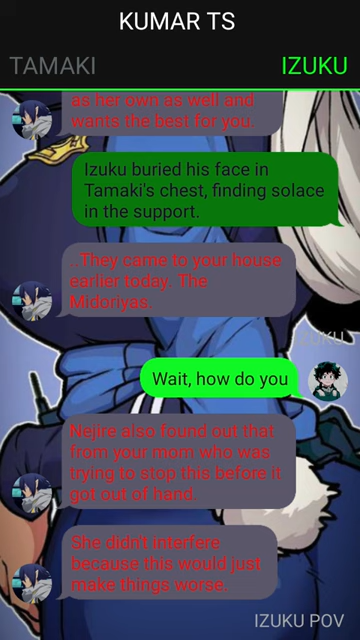 KUMAR TS
TAMAKI
IZUKU
as her own as well and
wants the best for you.
Izuku buried his face in
Tamaki's chest, finding solace
in the support.
..They came to your house
earlier today. The
Midoriyas.
IZUKU
Wait, how do you
Nejire also found out that
from your mom who was
trying to stop this before it
got out of hand.
She didn't interfere
because this would just
make things worse.
IZUKU POV